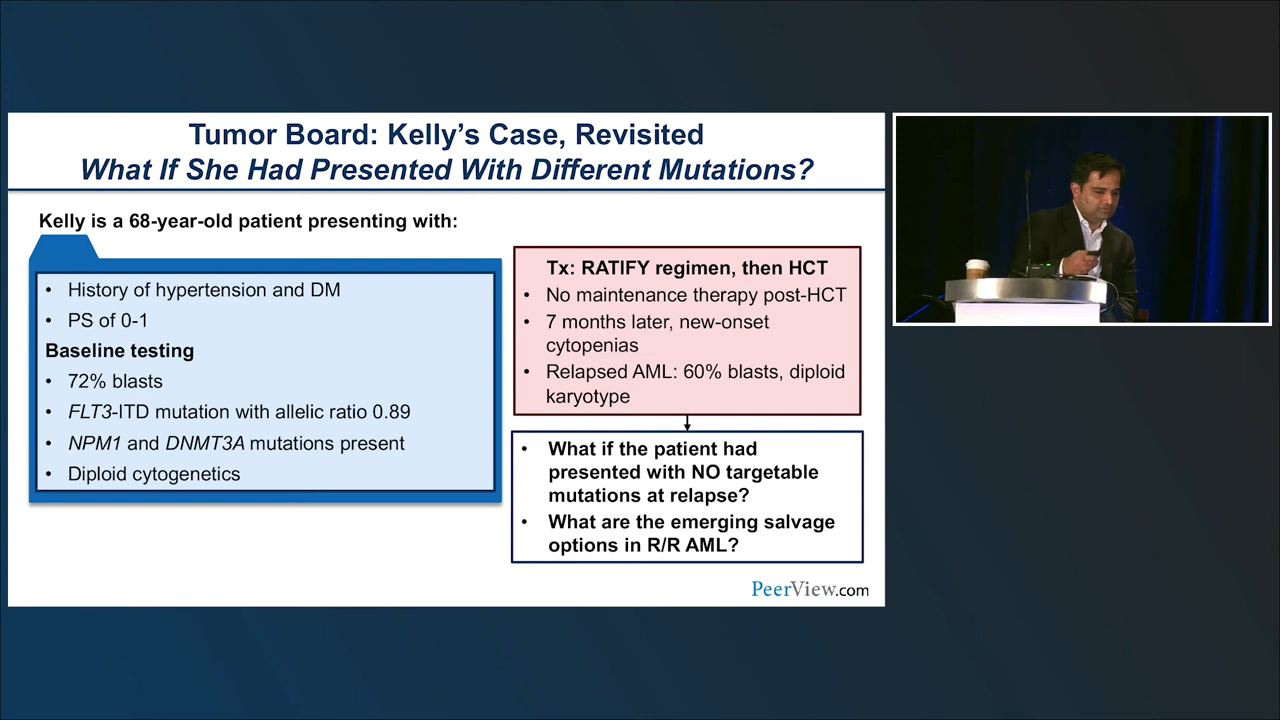 Tumor Board: Kelly's Case, Revisited
What If She Had Presented With Different Mutations?
Kelly is a 68-year-old patient presenting with:
• History of hypertension and DM
• PS of 0-1
Baseline testing
• 72% blasts
• FLT3-ITD mutation with allelic ratio 0.89
• NPM1 and DNMT3A mutations present
• Diploid cytogenetics
Tx: RATIFY regimen, then HCT
• No maintenance therapy post-HCT
• 7 months later, new-onset
cytopenias
• Relapsed AML: 60% blasts, diploid
karyotype
• What if the patient had
presented with NO targetable
mutations at relapse?
• What are the emerging salvage
options in R/R AML?
PeerView.com